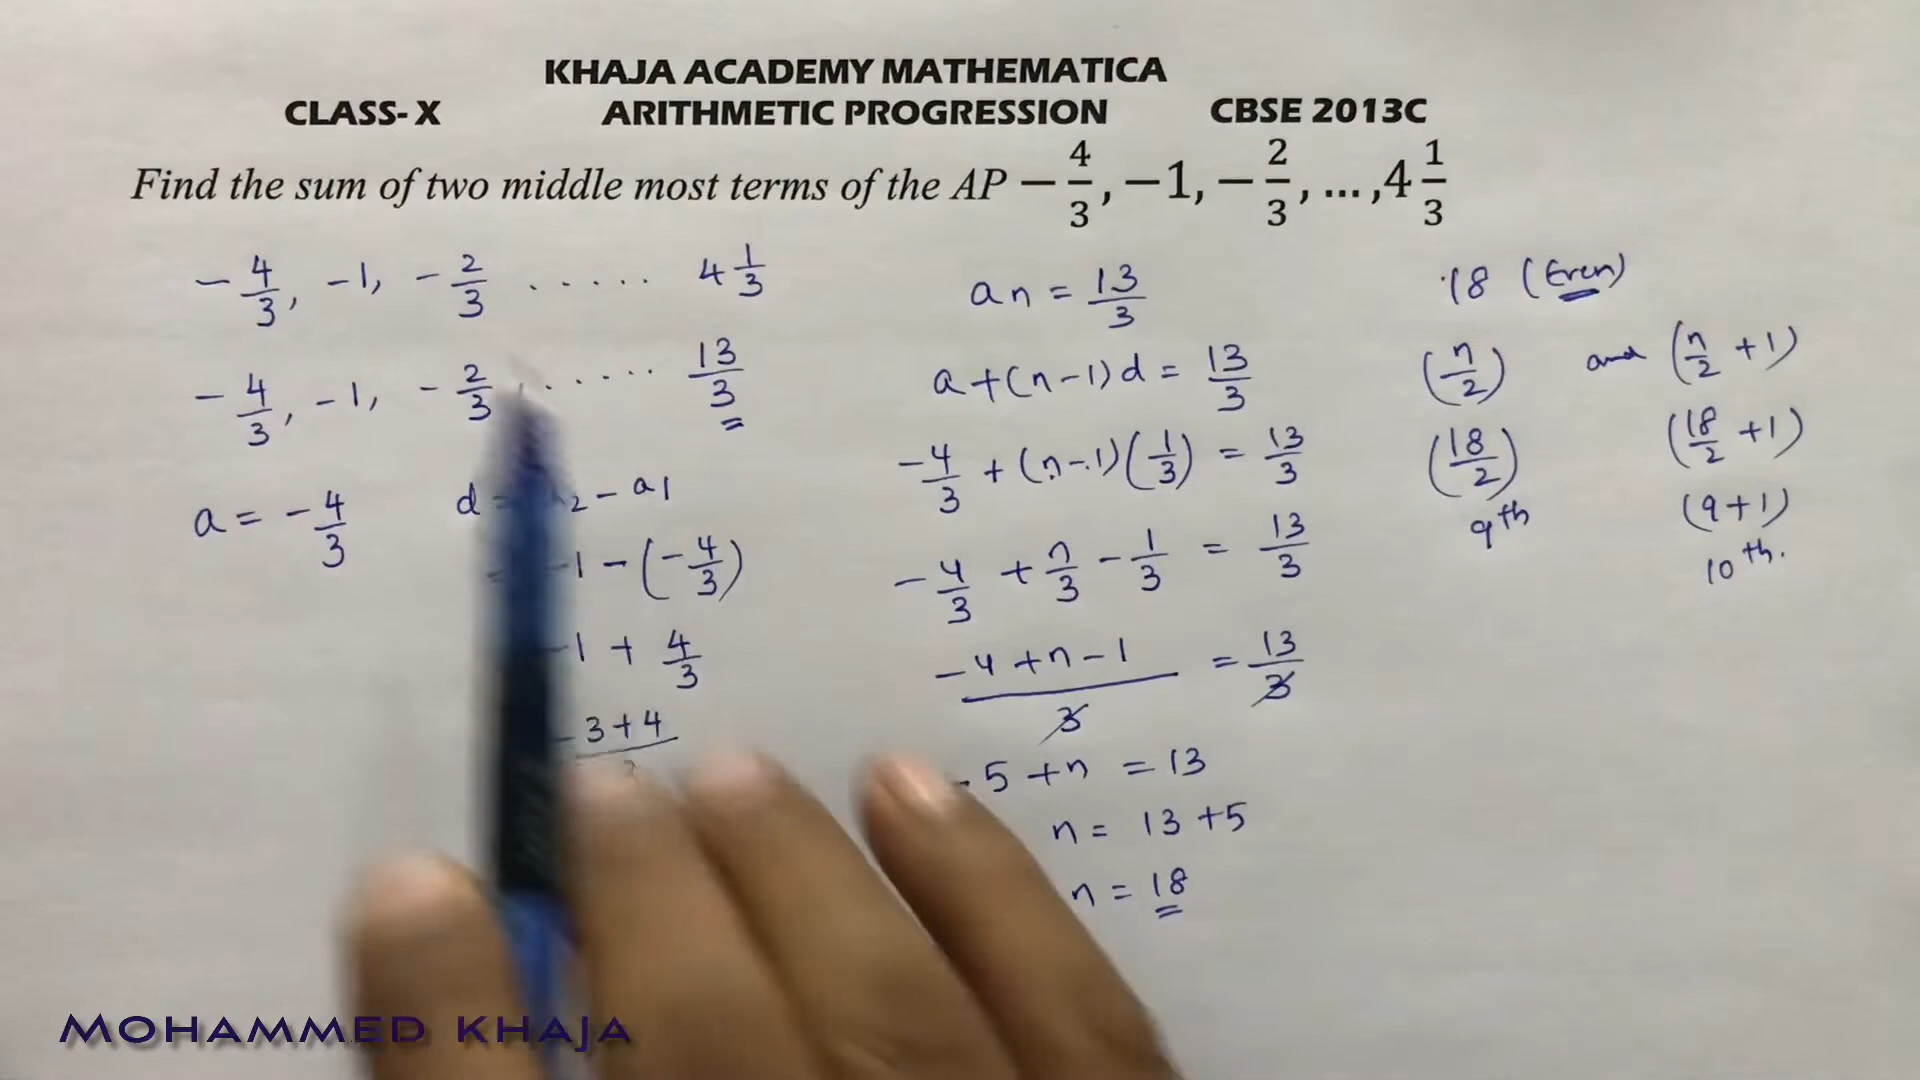 KHAJA ACADEMY MATHEMATICA
CLASS- X ARITHMETIC PROGRESSION CBSE 2013C
Find the sum of two middle most terms of the AP −4/3, −1, −2/3, ... ,4 1/3
-4/3, -1, -2/3 ..... 4 1/3
-4/3, -1, -2/3, ..... 13/3
a = -4/3
d = a2 - a1
= -1 - (-4/3)
-1 + 4/3
-3+4
an = 13/3
a+(n-1)d = 13/3
-4/3 + (n-1)(1/3) = 13/3
-4/3 + n/3 - 1/3 = 13/3
-4+n-1/3 = 13/3
-5+n = 13
n = 13+5
n = 18
18 (Even)
(n/2) and (n/2 +1)
(18/2) (18/2 +1)
9th (9+1)
10th.
MOHAMMED KHAJA